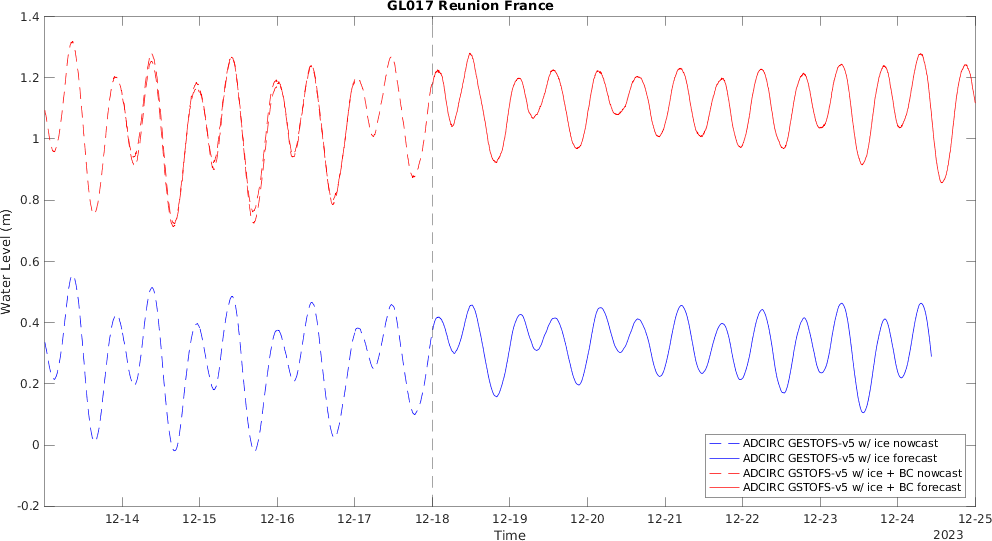 GL017 Reunion France
1.4
1.2
1
0.8
0.6
0.4
0.2
0
-0.2
Water Level (m)
12-14 12-15 12-16 12-17 12-18 12-19 12-20 12-21 12-22 12-23 12-24 12-25
Time
2023
ADCIRC GESTOFS-v5 w/ ice nowcast
ADCIRC GESTOFS-v5 w/ ice forecast
ADCIRC GSTOFS-v5 w/ ice + BC nowcast
ADCIRC GSTOFS-v5 w/ ice + BC forecast